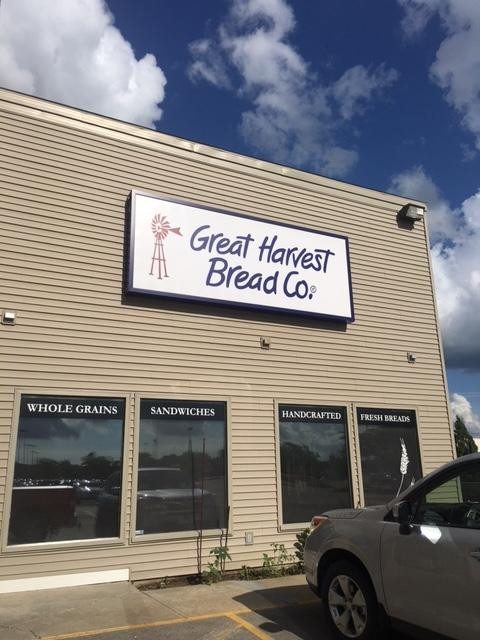 Great Harvest
Bread Co.®
WHOLE GRAINS
SANDWICHES
HANDCRAFTED
FRESH BREADS